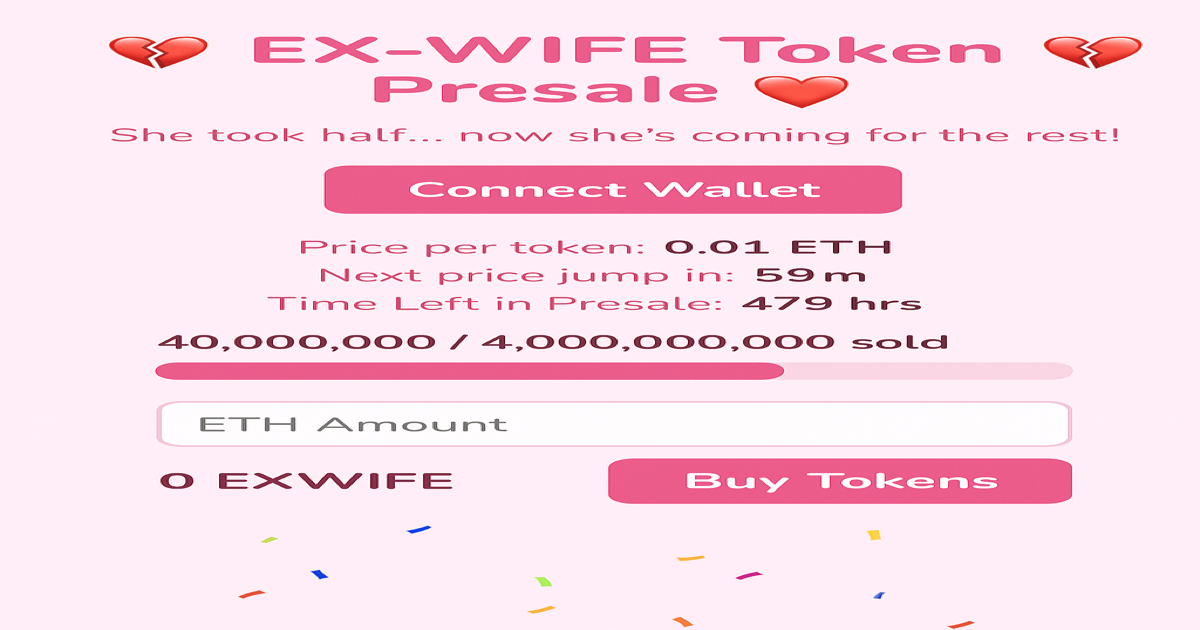 💔 EX-WIFE Token 💔
Presale ❤️
She took half... now she’s coming for the rest!
Connect Wallet
Price per token: 0.01 ETH
Next price jump in: 59m
Time Left in Presale: 479 hrs
40,000,000 / 4,000,000,000 sold
ETH Amount
0 EXWIFE
Buy Tokens